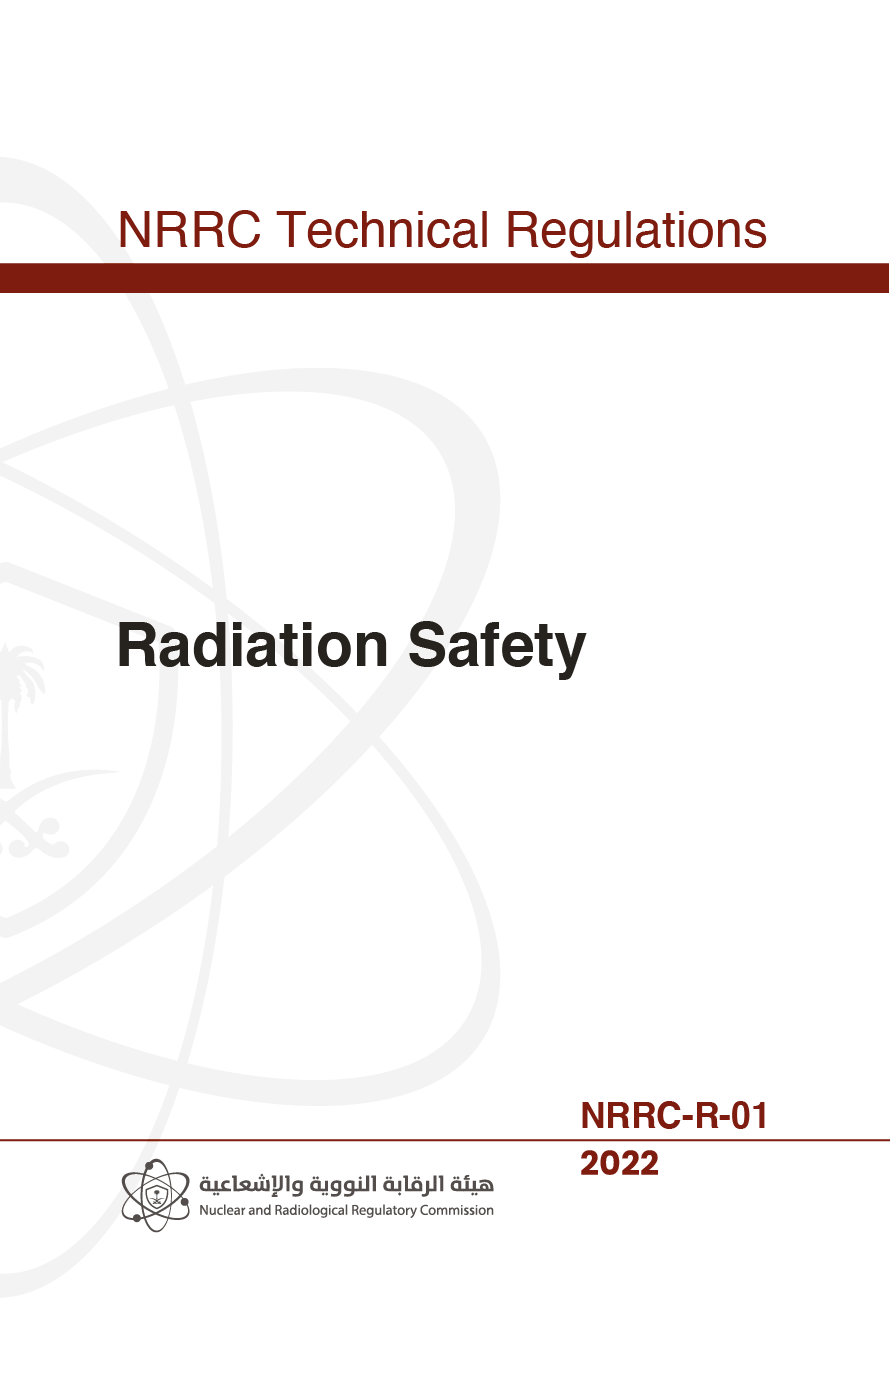 NRRC Technical Regulations
Radiation Safety
NRRC-R-01
2022
هيئة الرقابة النووية والإشعاعية
Nuclear and Radiological Regulatory Commission